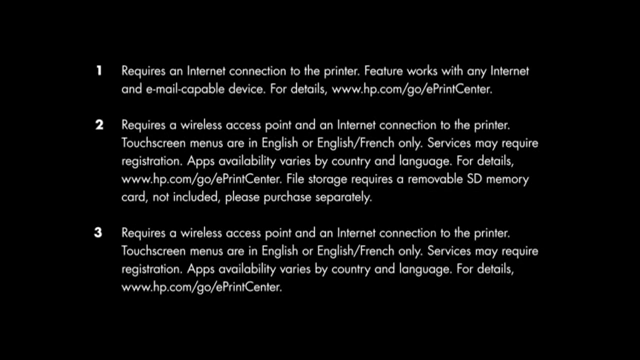 1 Requires an Internet connection to the printer. Feature works with any Internet
and e-mail-capable device. For details, www.hp.com/go/ePrintCenter.
2 Requires a wireless access point and an Internet connection to the printer.
Touchscreen menus are in English or English/French only. Services may require
registration. Apps availability varies by country and language. For details,
www.hp.com/go/ePrintCenter. File storage requires a removable SD memory
card, not included, please purchase separately.
3 Requires a wireless access point and an Internet connection to the printer.
Touchscreen menus are in English or English/French only. Services may require
registration. Apps availability varies by country and language. For details,
www.hp.com/go/ePrintCenter.